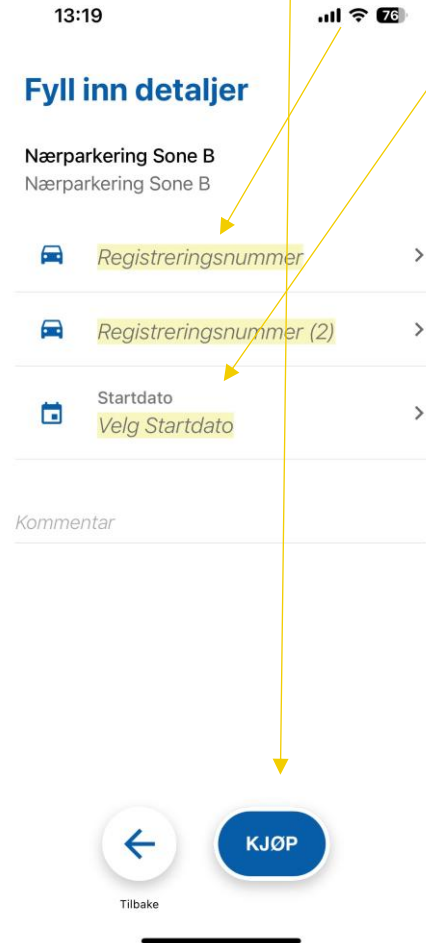 13:19
76
Fyll inn detaljer
Nærparkering Sone B
Nærparkering Sone B
Registreringsnummer
Registreringsnummer (2)
Startdato
Velg Startdato
Kommentar
KJØP
Tilbake